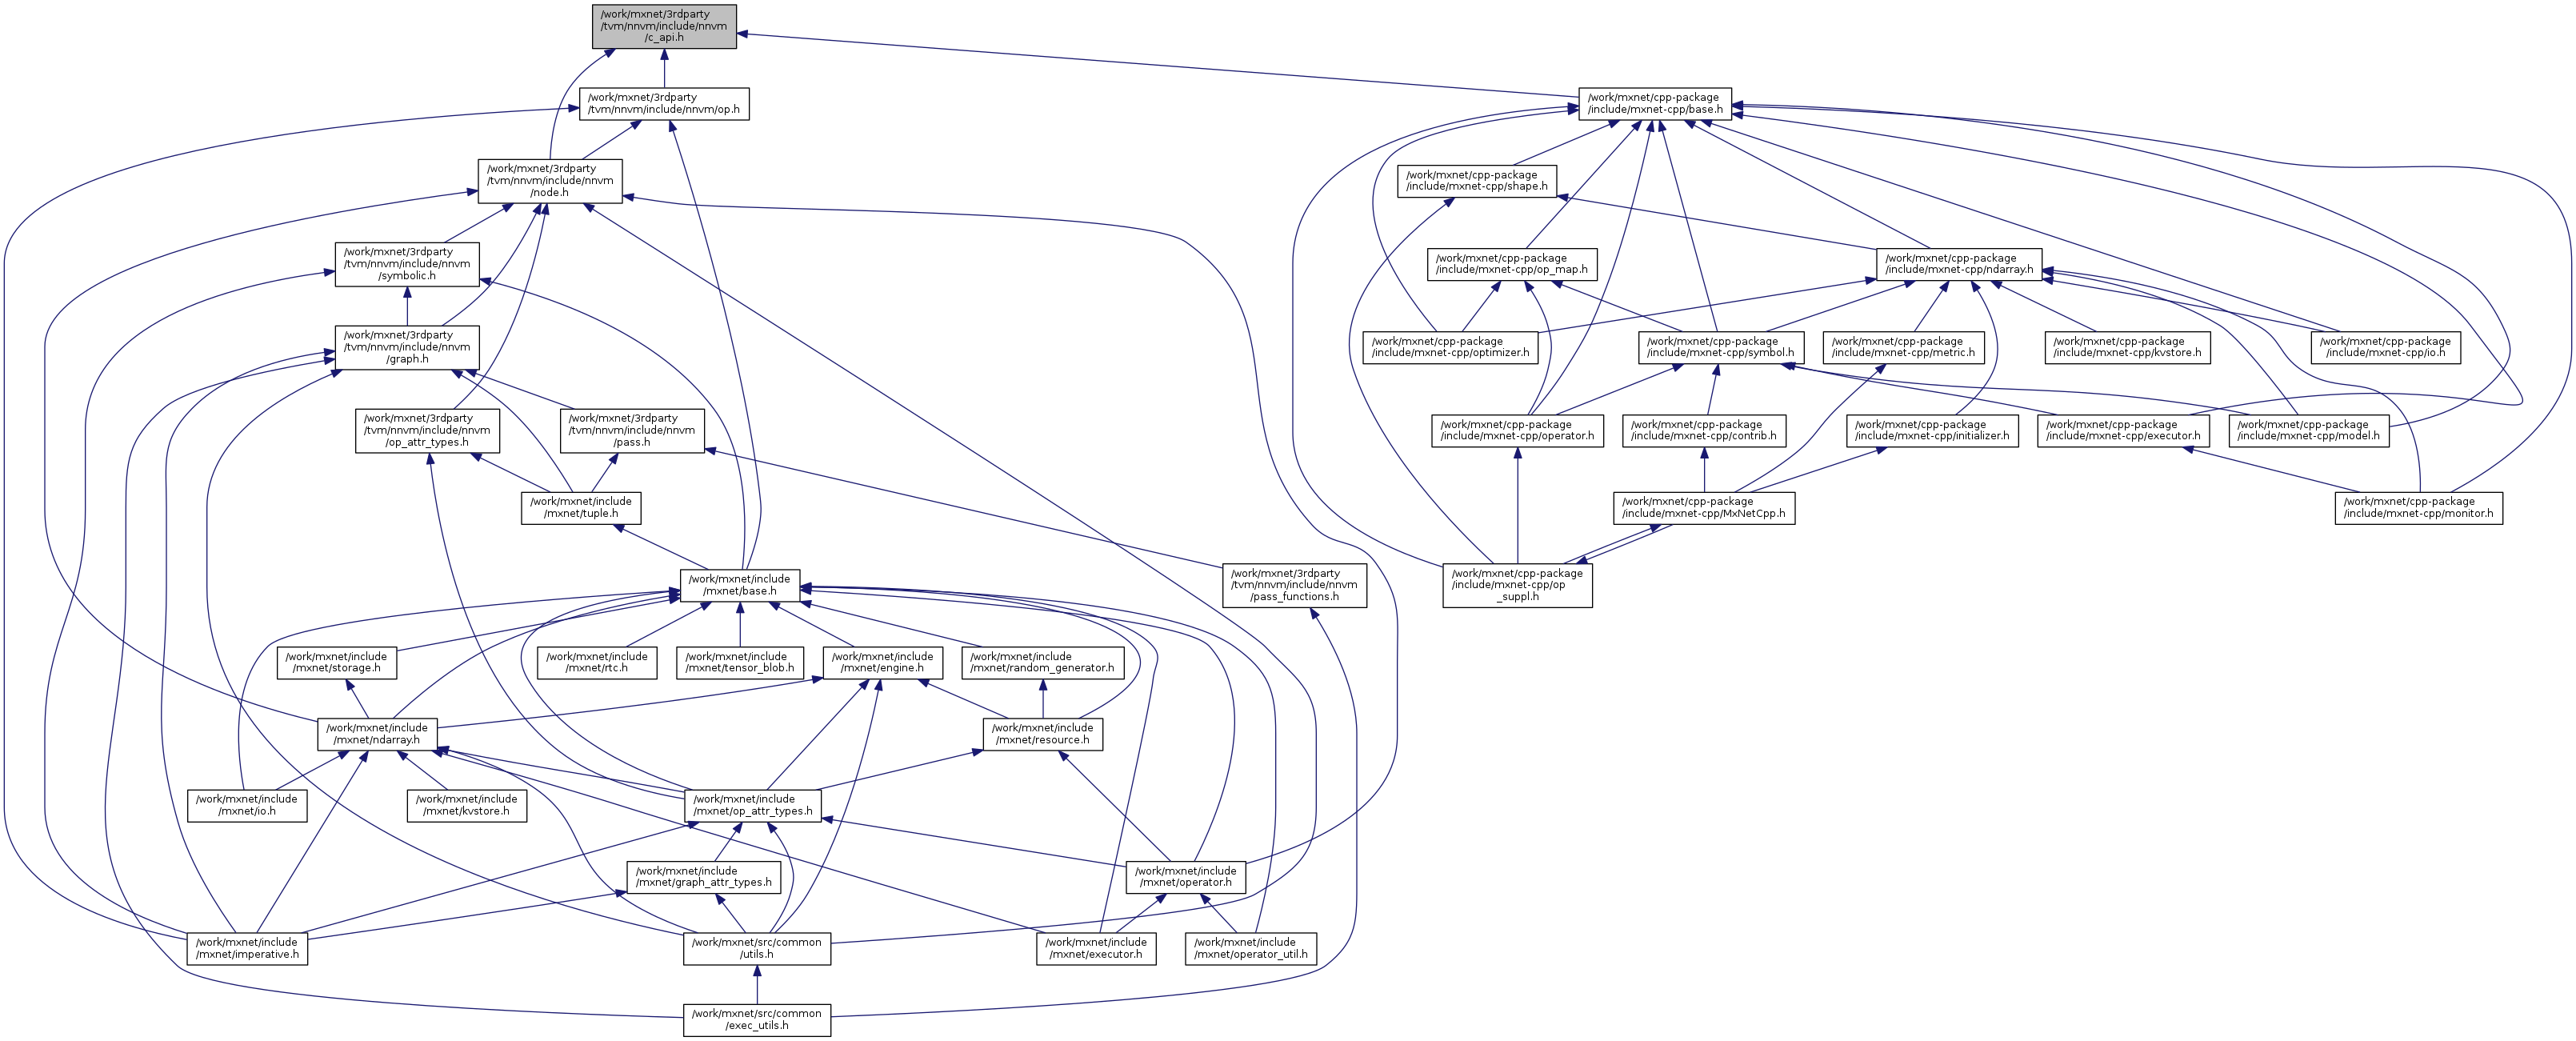 /work/mxnet/3rdparty
/tvm/nnvm/include/nnvm
/c_api.h
/work/mxnet/3rdparty
/tvm/nnvm/include/nnvm/op.h
/work/mxnet/cpp-package
/include/mxnet-cpp/base.h
/work/mxnet/3rdparty
/tvm/nnvm/include/nnvm
/node.h
/work/mxnet/cpp-package
/include/mxnet-cpp/shape.h
/work/mxnet/3rdparty
/tvm/nnvm/include/nnvm
/symbolic.h
/work/mxnet/cpp-package
/include/mxnet-cpp/op_map.h
/work/mxnet/cpp-package
/include/mxnet-cpp/ndarray.h
/work/mxnet/3rdparty
/tvm/nnvm/include/nnvm
/graph.h
/work/mxnet/cpp-package
/include/mxnet-cpp/optimizer.h
/work/mxnet/cpp-package
/include/mxnet-cpp/symbol.h
/work/mxnet/cpp-package
/include/mxnet-cpp/metric.h
/work/mxnet/cpp-package
/include/mxnet-cpp/kvstore.h
/work/mxnet/cpp-package
/include/mxnet-cpp/io.h
/work/mxnet/3rdparty
/tvm/nnvm/include/nnvm
/op_attr_types.h
/work/mxnet/3rdparty
/tvm/nnvm/include/nnvm
/pass.h
/work/mxnet/cpp-package
/include/mxnet-cpp/operator.h
/work/mxnet/cpp-package
/include/mxnet-cpp/contrib.h
/work/mxnet/cpp-package
/include/mxnet-cpp/initializer.h
/work/mxnet/cpp-package
/include/mxnet-cpp/executor.h
/work/mxnet/cpp-package
/include/mxnet-cpp/model.h
/work/mxnet/include
/mxnet/tuple.h
/work/mxnet/cpp-package
/include/mxnet-cpp/MxNetCpp.h
/work/mxnet/cpp-package
/include/mxnet-cpp/monitor.h
/work/mxnet/include
/mxnet/base.h
/work/mxnet/3rdparty
/tvm/nnvm/include/nnvm
/pass_functions.h
/work/mxnet/cpp-package
/include/mxnet-cpp/op
_suppl.h
/work/mxnet/include
/mxnet/storage.h
/work/mxnet/include
/mxnet/rtc.h
/work/mxnet/include
/mxnet/tensor_blob.h
/work/mxnet/include
/mxnet/engine.h
/work/mxnet/include
/mxnet/random_generator.h
/work/mxnet/include
/mxnet/ndarray.h
/work/mxnet/include
/mxnet/resource.h
/work/mxnet/include
/mxnet/io.h
/work/mxnet/include
/mxnet/kvstore.h
/work/mxnet/include
/mxnet/op_attr_types.h
/work/mxnet/include
/mxnet/graph_attr_types.h
/work/mxnet/include
/mxnet/operator.h
/work/mxnet/include
/mxnet/imperative.h
/work/mxnet/src/common
/utils.h
/work/mxnet/include
/mxnet/executor.h
/work/mxnet/include
/mxnet/operator_util.h
/work/mxnet/src/common
/exec_utils.h